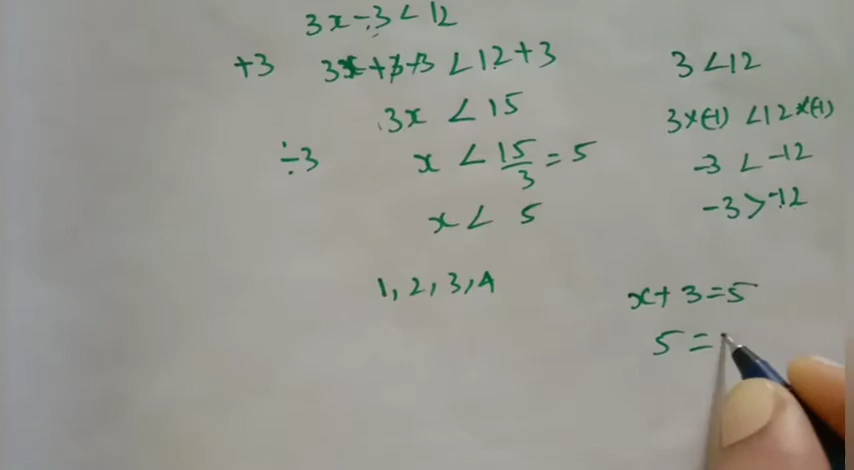 3x-3<12
+3 3x+3+3 <12+3
3x <15
÷3 x < 15/3 = 5
x< 5
1, 2, 3, 4
3 <12
3×(-1) <12×(-1)
-3 < -12
-3>-12
x+ 3=5
5=